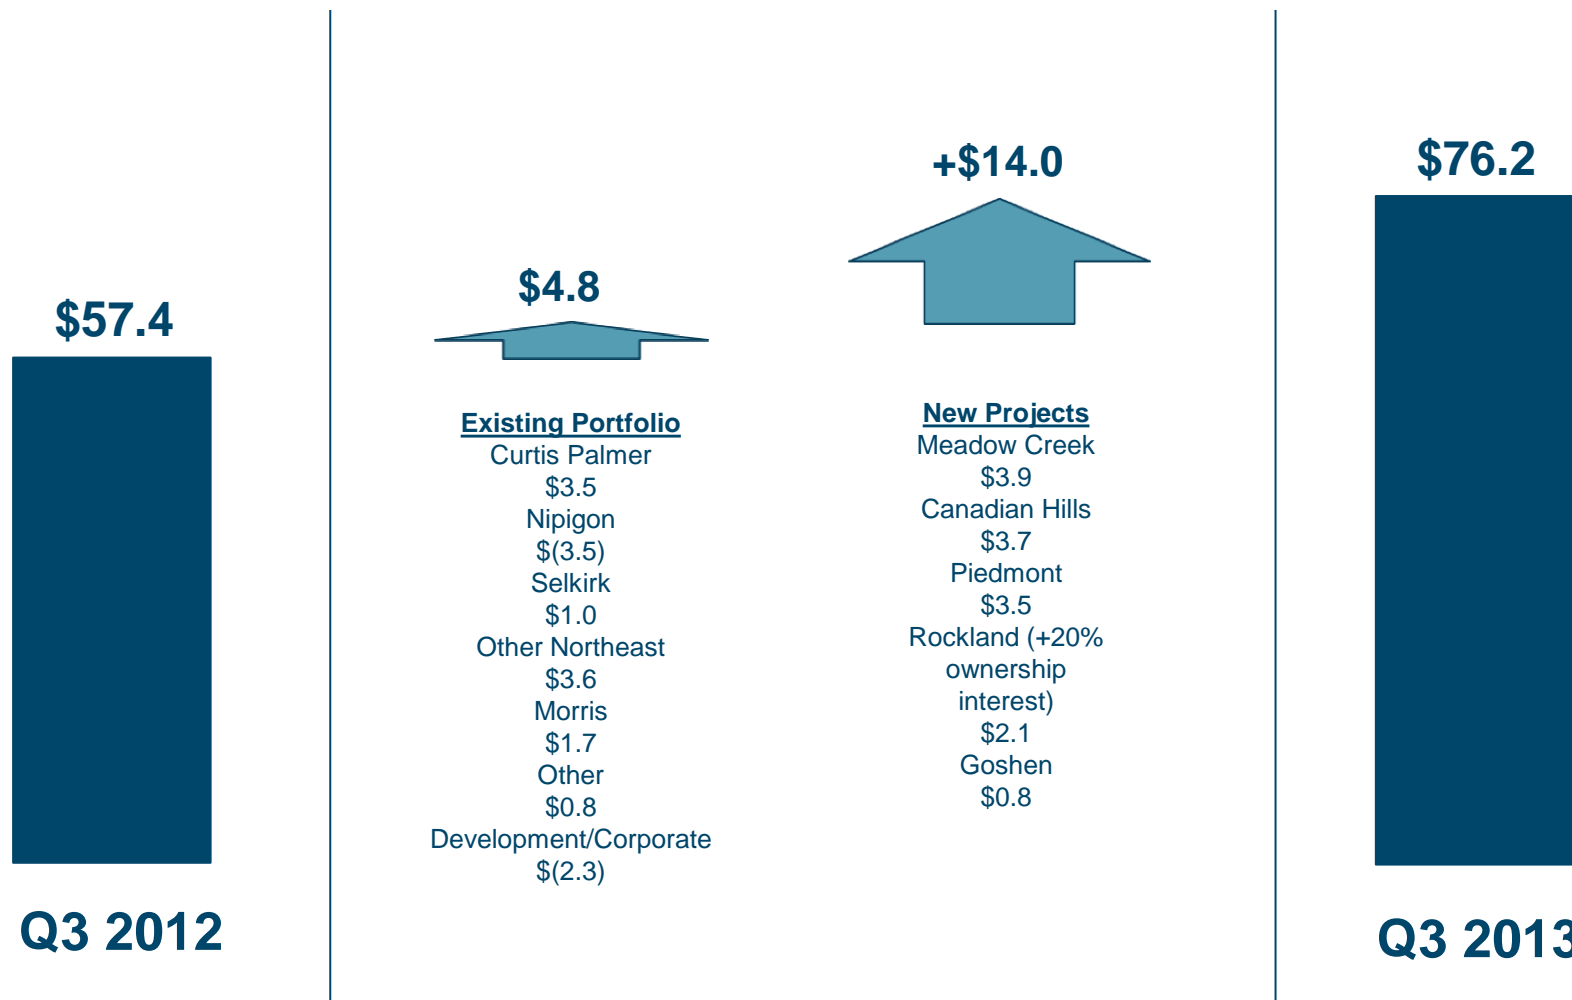 $57.4
Q3 2012
$4.8
Existing Portfolio
Curtis Palmer
$3.5
Nipigon
$(3.5)
Selkirk
$1.0
Other Northeast
$3.6
Morris
$1.7
Other
$0.8
Development/Corporate
$(2.3)
+$14.0
New Projects
Meadow Creek
$3.9
Canadian Hills
$3.7
Piedmont
$3.5
Rockland (+20%
ownership
interest)
$2.1
Goshen
$0.8
$76.2
Q3 2013